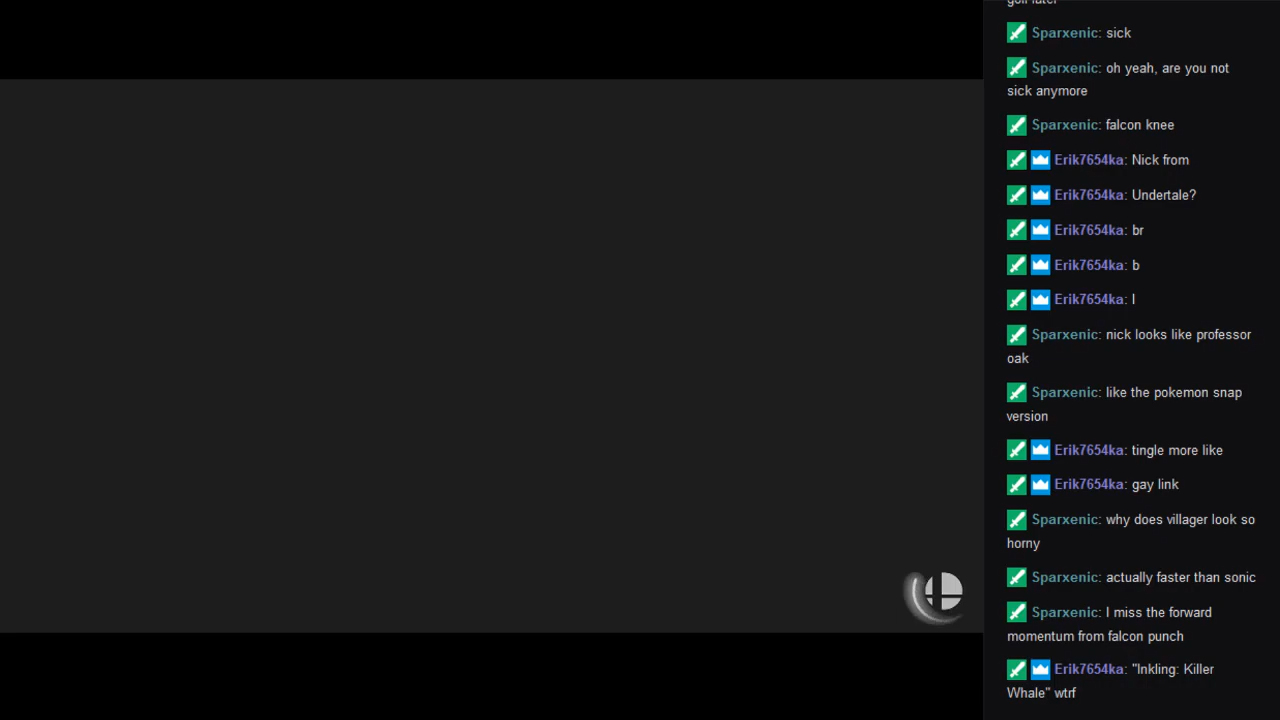 Sparxenic: sick
Sparxenic: oh yeah, are you not
sick anymore
Sparxenic: falcon knee
Erik7654ka: Nick from
Erik7654ka: Undertale?
Erik7654ka: br
Erik7654ka: b
Erik7654ka: I
Sparxenic: nick looks like professor
oak
Sparxenic: like the pokemon snap
version
Erik7654ka: tingle more like
Erik7654ka: gay link
Sparxenic: why does villager look so
horny
Sparxenic: actually faster than sonic
Sparxenic: I miss the forward
momentum from falcon punch
Erik7654ka: "Inkling: Killer
Whale" wtrf